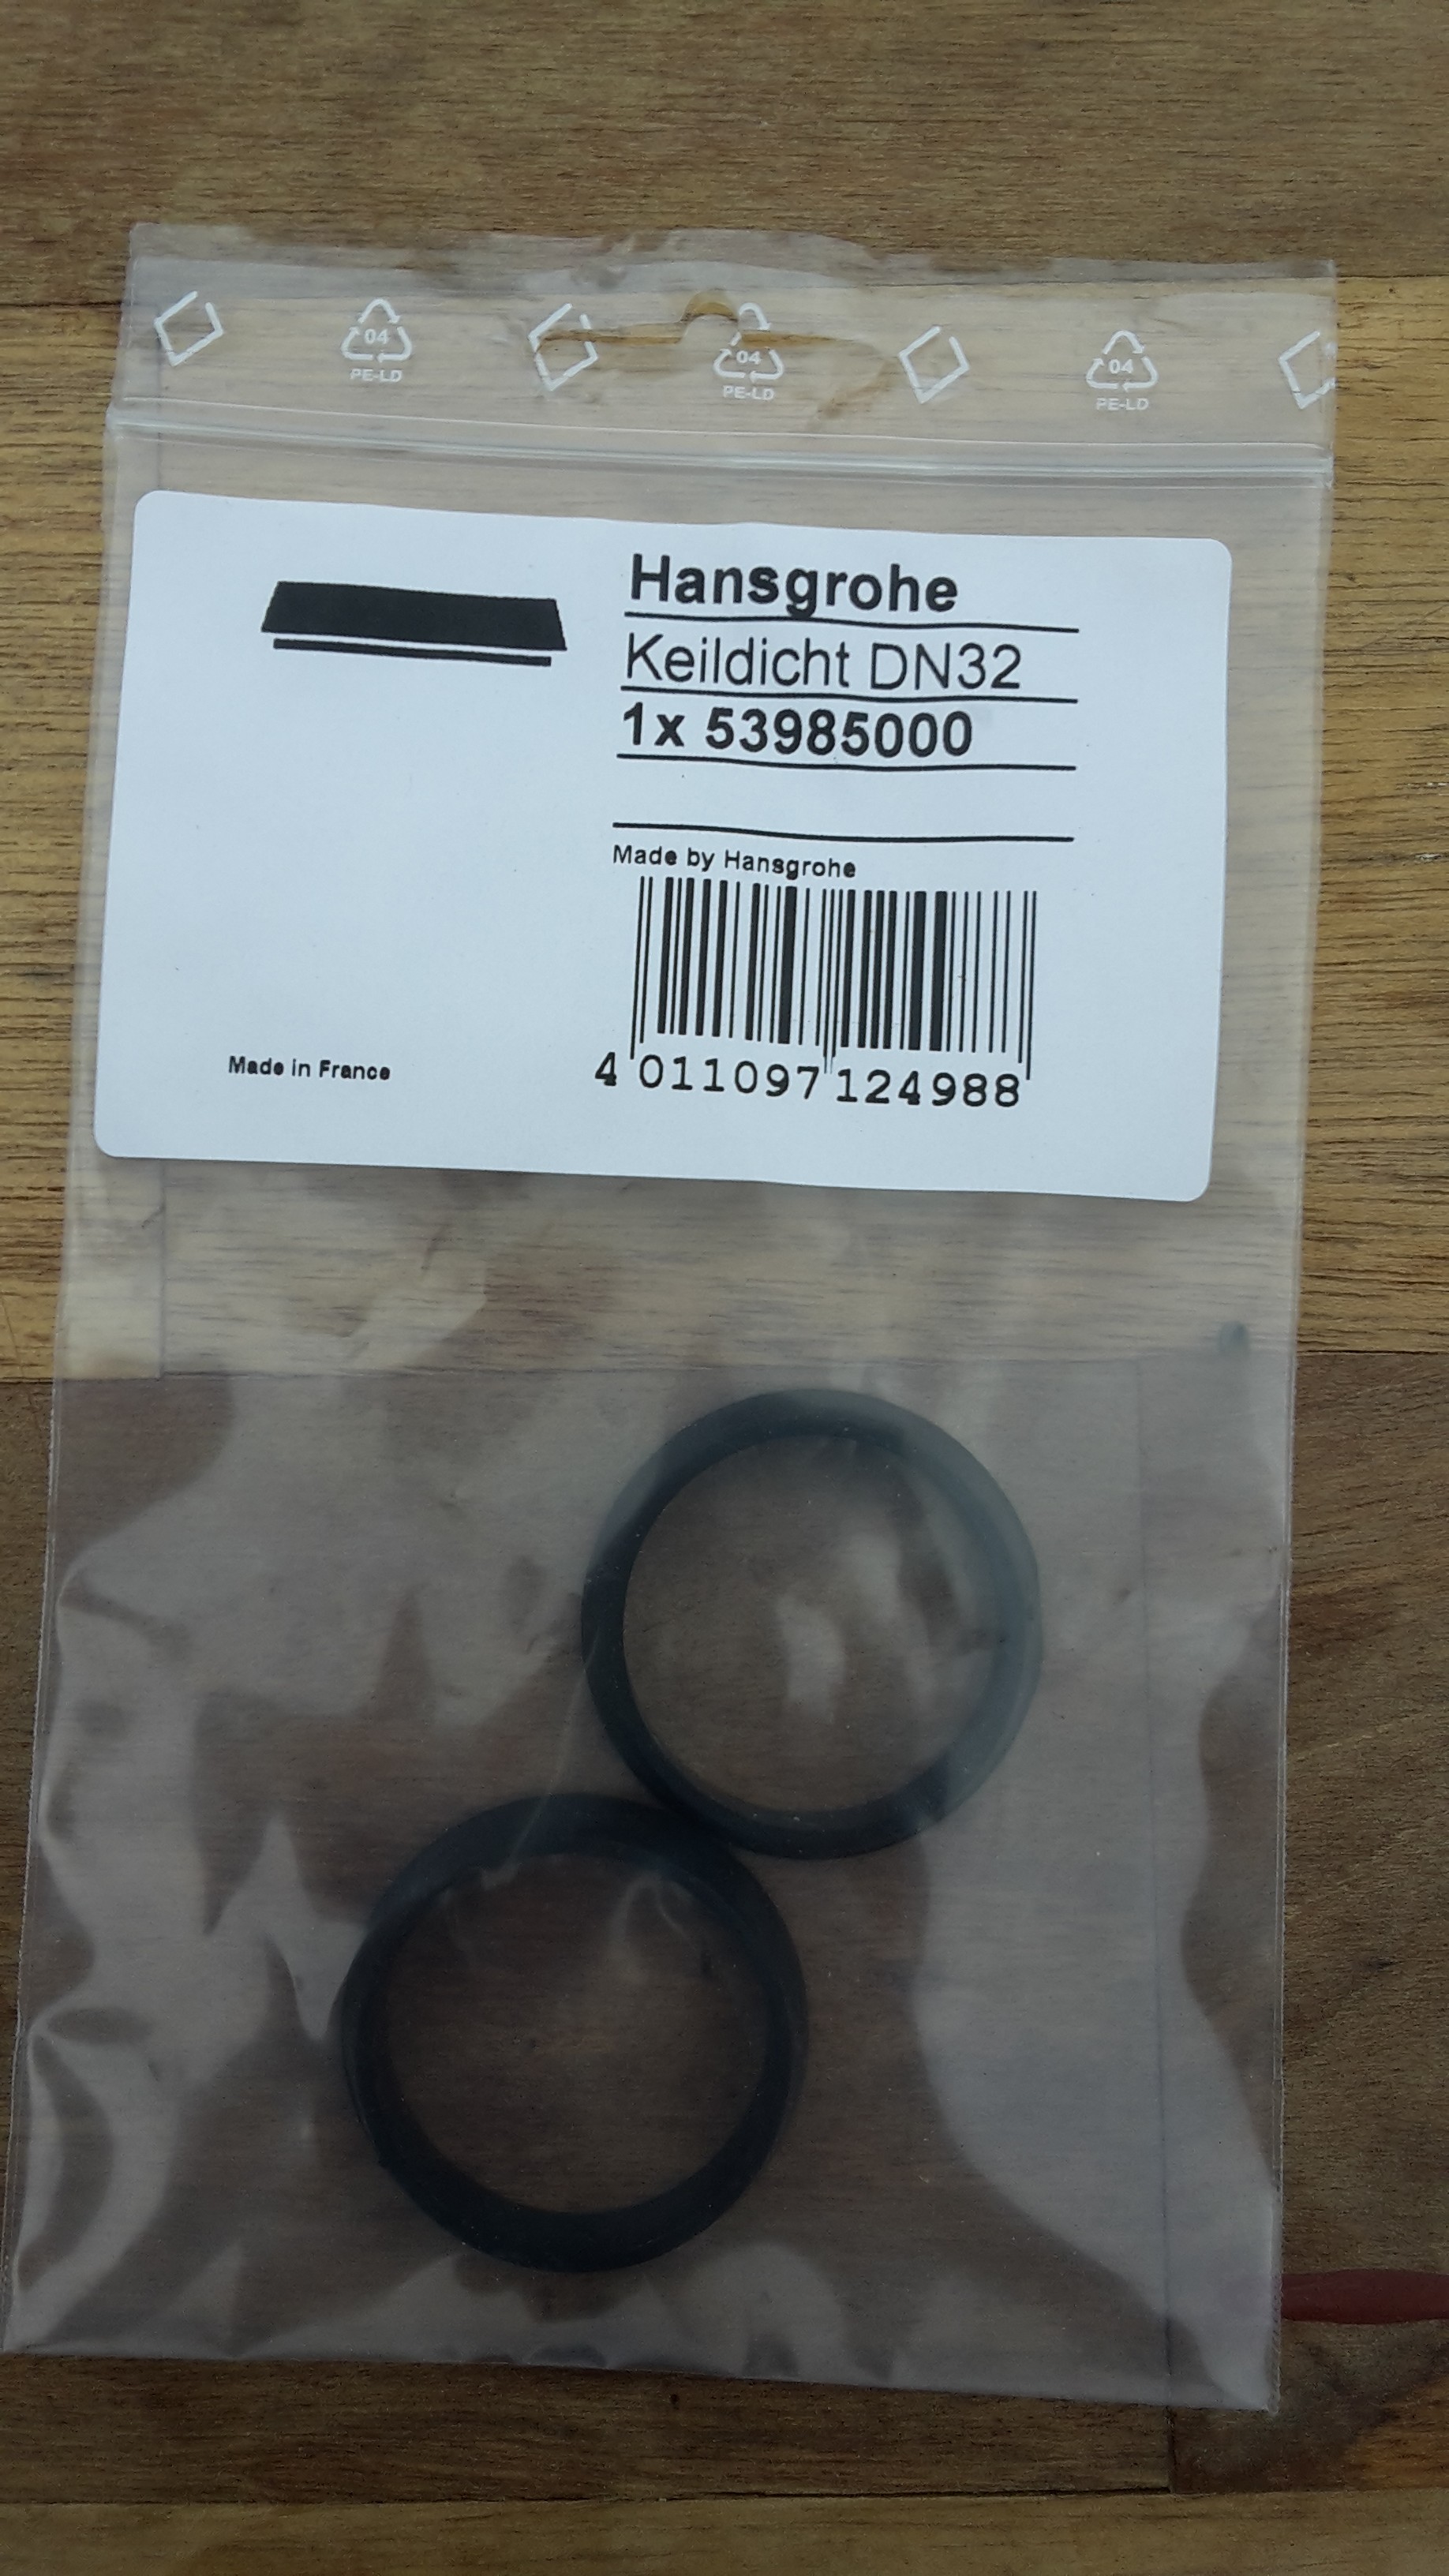 04 04 04
PE-LD PE-LD PE-LD
Hansgrohe
Keildicht DN32
1x 53985000
Made by Hansgrohe
Made in France
4 011097 124988